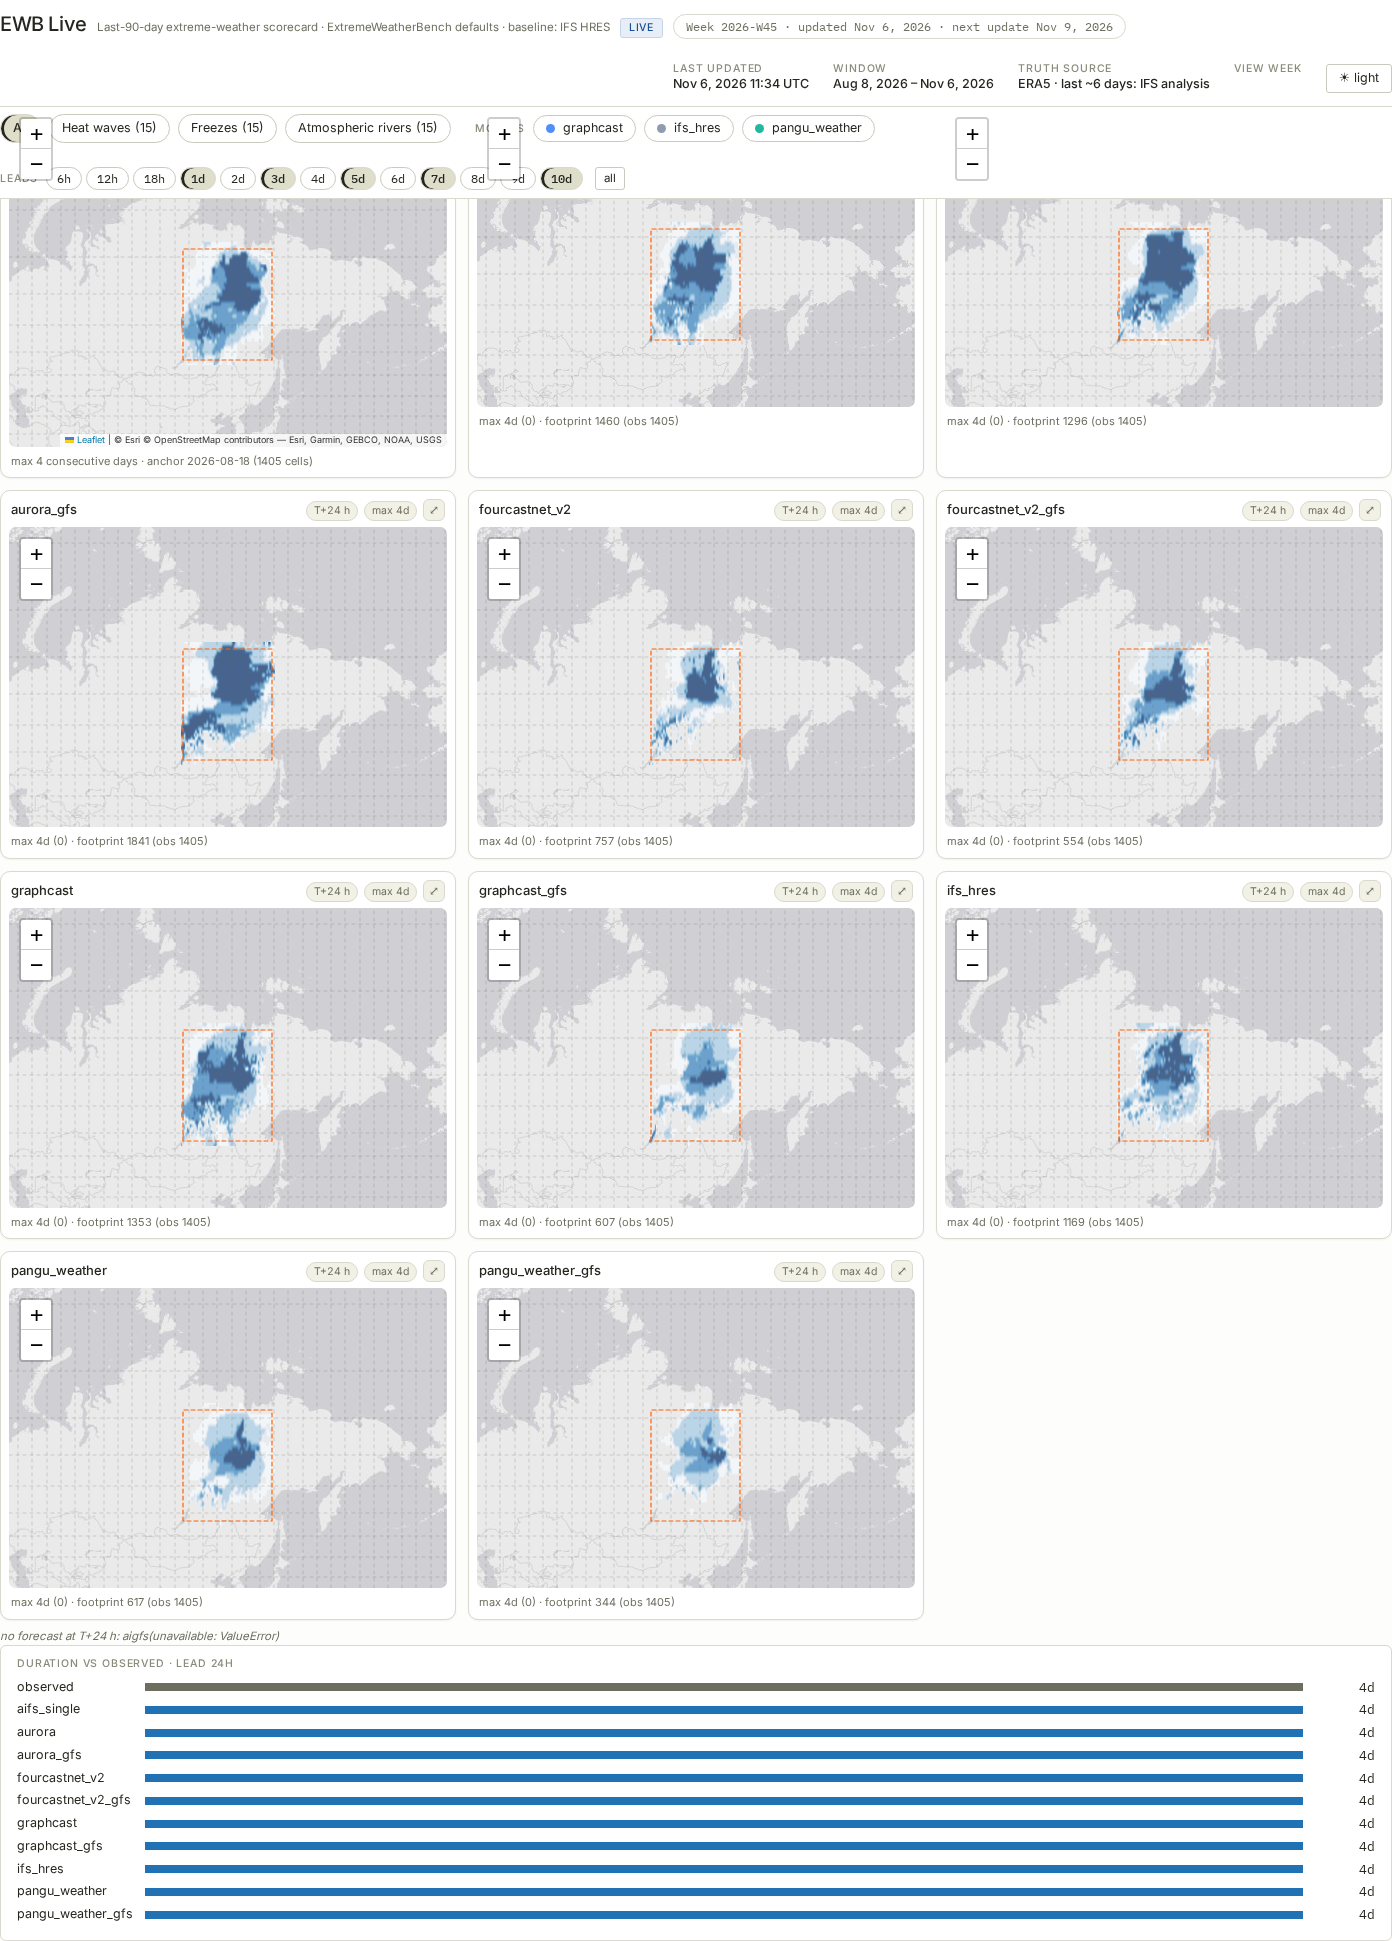 EWB Live Last-90-day extreme-weather scorecard · ExtremeWeatherBench defaults · baseline: IFS HRES LIVE Week 2026-W45 · updated Nov 6, 2026 · next update Nov 9, 2026
LAST UPDATED WINDOW TRUTH SOURCE VIEW WEEK
Nov 6, 2026 11:34 UTC Aug 8, 2026 – Nov 6, 2026 ERA5 · last ~6 days: IFS analysis ☀ light
+ Heat waves (15) Freezes (15) Atmospheric rivers (15) + graphcast ifs_hres pangu_weather +
− − −
LEADS 6h 12h 18h 1d 2d 3d 4d 5d 6d 7d 8d 9d 10d all
Leaflet | © Esri © OpenStreetMap contributors — Esri, Garmin, GEBCO, NOAA, USGS
max 4 consecutive days · anchor 2026-08-18 (1405 cells)
max 4d (0) · footprint 1460 (obs 1405)
max 4d (0) · footprint 1296 (obs 1405)
aurora_gfs T+24 h max 4d ⤢
+
−
max 4d (0) · footprint 1841 (obs 1405)
fourcastnet_v2 T+24 h max 4d ⤢
+
−
max 4d (0) · footprint 757 (obs 1405)
fourcastnet_v2_gfs T+24 h max 4d ⤢
+
−
max 4d (0) · footprint 554 (obs 1405)
graphcast T+24 h max 4d ⤢
+
−
max 4d (0) · footprint 1353 (obs 1405)
graphcast_gfs T+24 h max 4d ⤢
+
−
max 4d (0) · footprint 607 (obs 1405)
ifs_hres T+24 h max 4d ⤢
+
−
max 4d (0) · footprint 1169 (obs 1405)
pangu_weather T+24 h max 4d ⤢
+
−
max 4d (0) · footprint 617 (obs 1405)
pangu_weather_gfs T+24 h max 4d ⤢
+
−
max 4d (0) · footprint 344 (obs 1405)
no forecast at T+24 h: aigfs(unavailable: ValueError)
DURATION VS OBSERVED · LEAD 24H
observed 4d
aifs_single 4d
aurora 4d
aurora_gfs 4d
fourcastnet_v2 4d
fourcastnet_v2_gfs 4d
graphcast 4d
graphcast_gfs 4d
ifs_hres 4d
pangu_weather 4d
pangu_weather_gfs 4d